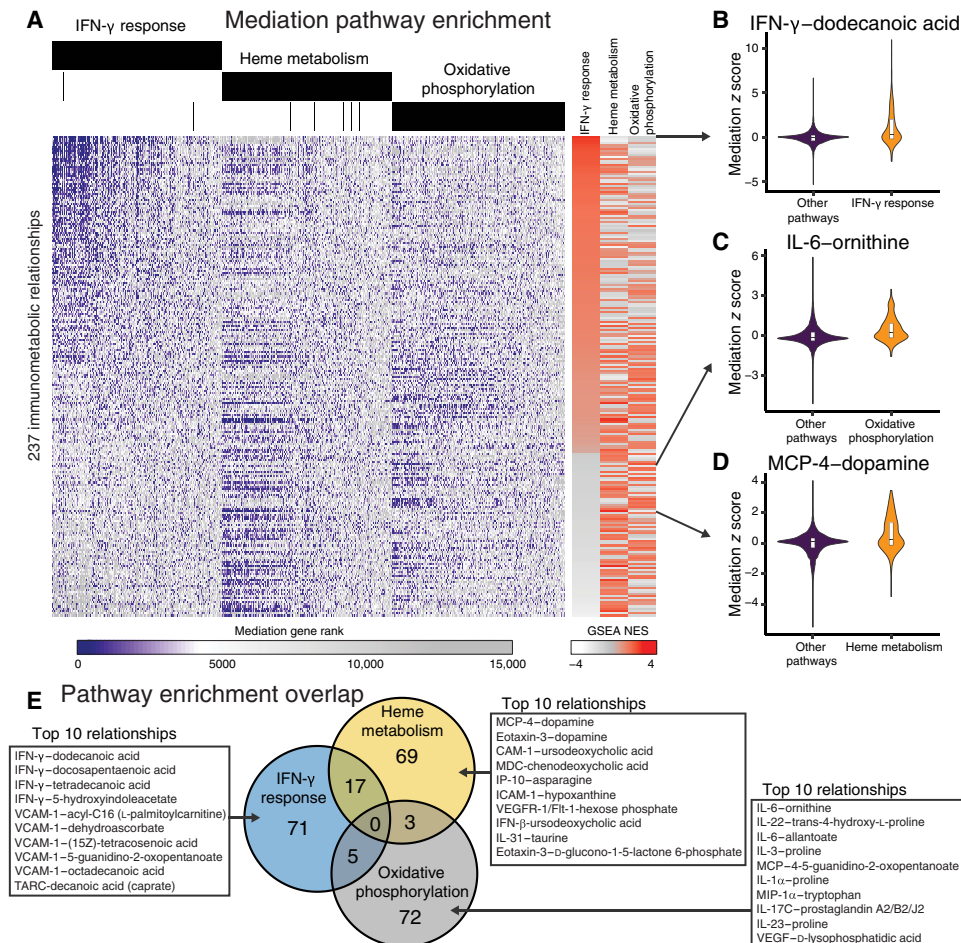 A Mediation pathway enrichment
IFN-γ response
Heme metabolism
Oxidative
phosphorylation
IFN-γ response
Heme metabolism
Oxidative
phosphorylation
237 immunometabolic relationships
Mediation gene rank
0 5000 10,000 15,000
GSEA NES
−4 4
B
IFN-γ–dodecanoic acid
Mediation z score
10
5
0
−5
Other
pathways
IFN-γ response
C
IL-6–ornithine
Mediation z score
6
3
0
−3
Other
pathways
Oxidative
phosphorylation
D
MCP-4–dopamine
Mediation z score
4
2
0
−2
−4
Other
pathways
Heme metabolism
E Pathway enrichment overlap
Top 10 relationships
IFN-γ–dodecanoic acid
IFN-γ–docosapentaenoic acid
IFN-γ–tetradecanoic acid
IFN-γ–5-hydroxyindoleacetate
VCAM-1–acyl-C16 (L-palmitoylcarnitine)
VCAM-1–dehydroascorbate
VCAM-1–(15Z)-tetracosenoic acid
VCAM-1–5-guanidino-2-oxopentanoate
VCAM-1–octadecanoic acid
TARC-decanoic acid (caprate)
Heme
metabolism
69
IFN-γ
response
71
17
0
3
5
Oxidative
phosphorylation
72
Top 10 relationships
MCP-4–dopamine
Eotaxin-3–dopamine
CAM-1-ursodeoxycholic acid
MDC-chenodeoxycholic acid
IP-10–asparagine
ICAM-1-hypoxanthine
VEGFR-1/Flt-1-hexose phosphate
IFN-β-ursodeoxycholic acid
IL-31–taurine
Eotaxin-3–D-glucono-1-5-lactone 6-phosphate
Top 10 relationships
IL-6–ornithine
IL-22–trans-4-hydroxy-L-proline
IL-6–allantoate
IL-3–proline
MCP-4-5-guanidino-2-oxopentanoate
IL-1α–proline
MIP-1α–tryptophan
IL-17C–prostaglandin A2/B2/J2
IL-23–proline
VEGF–D-lysophosphatidic acid